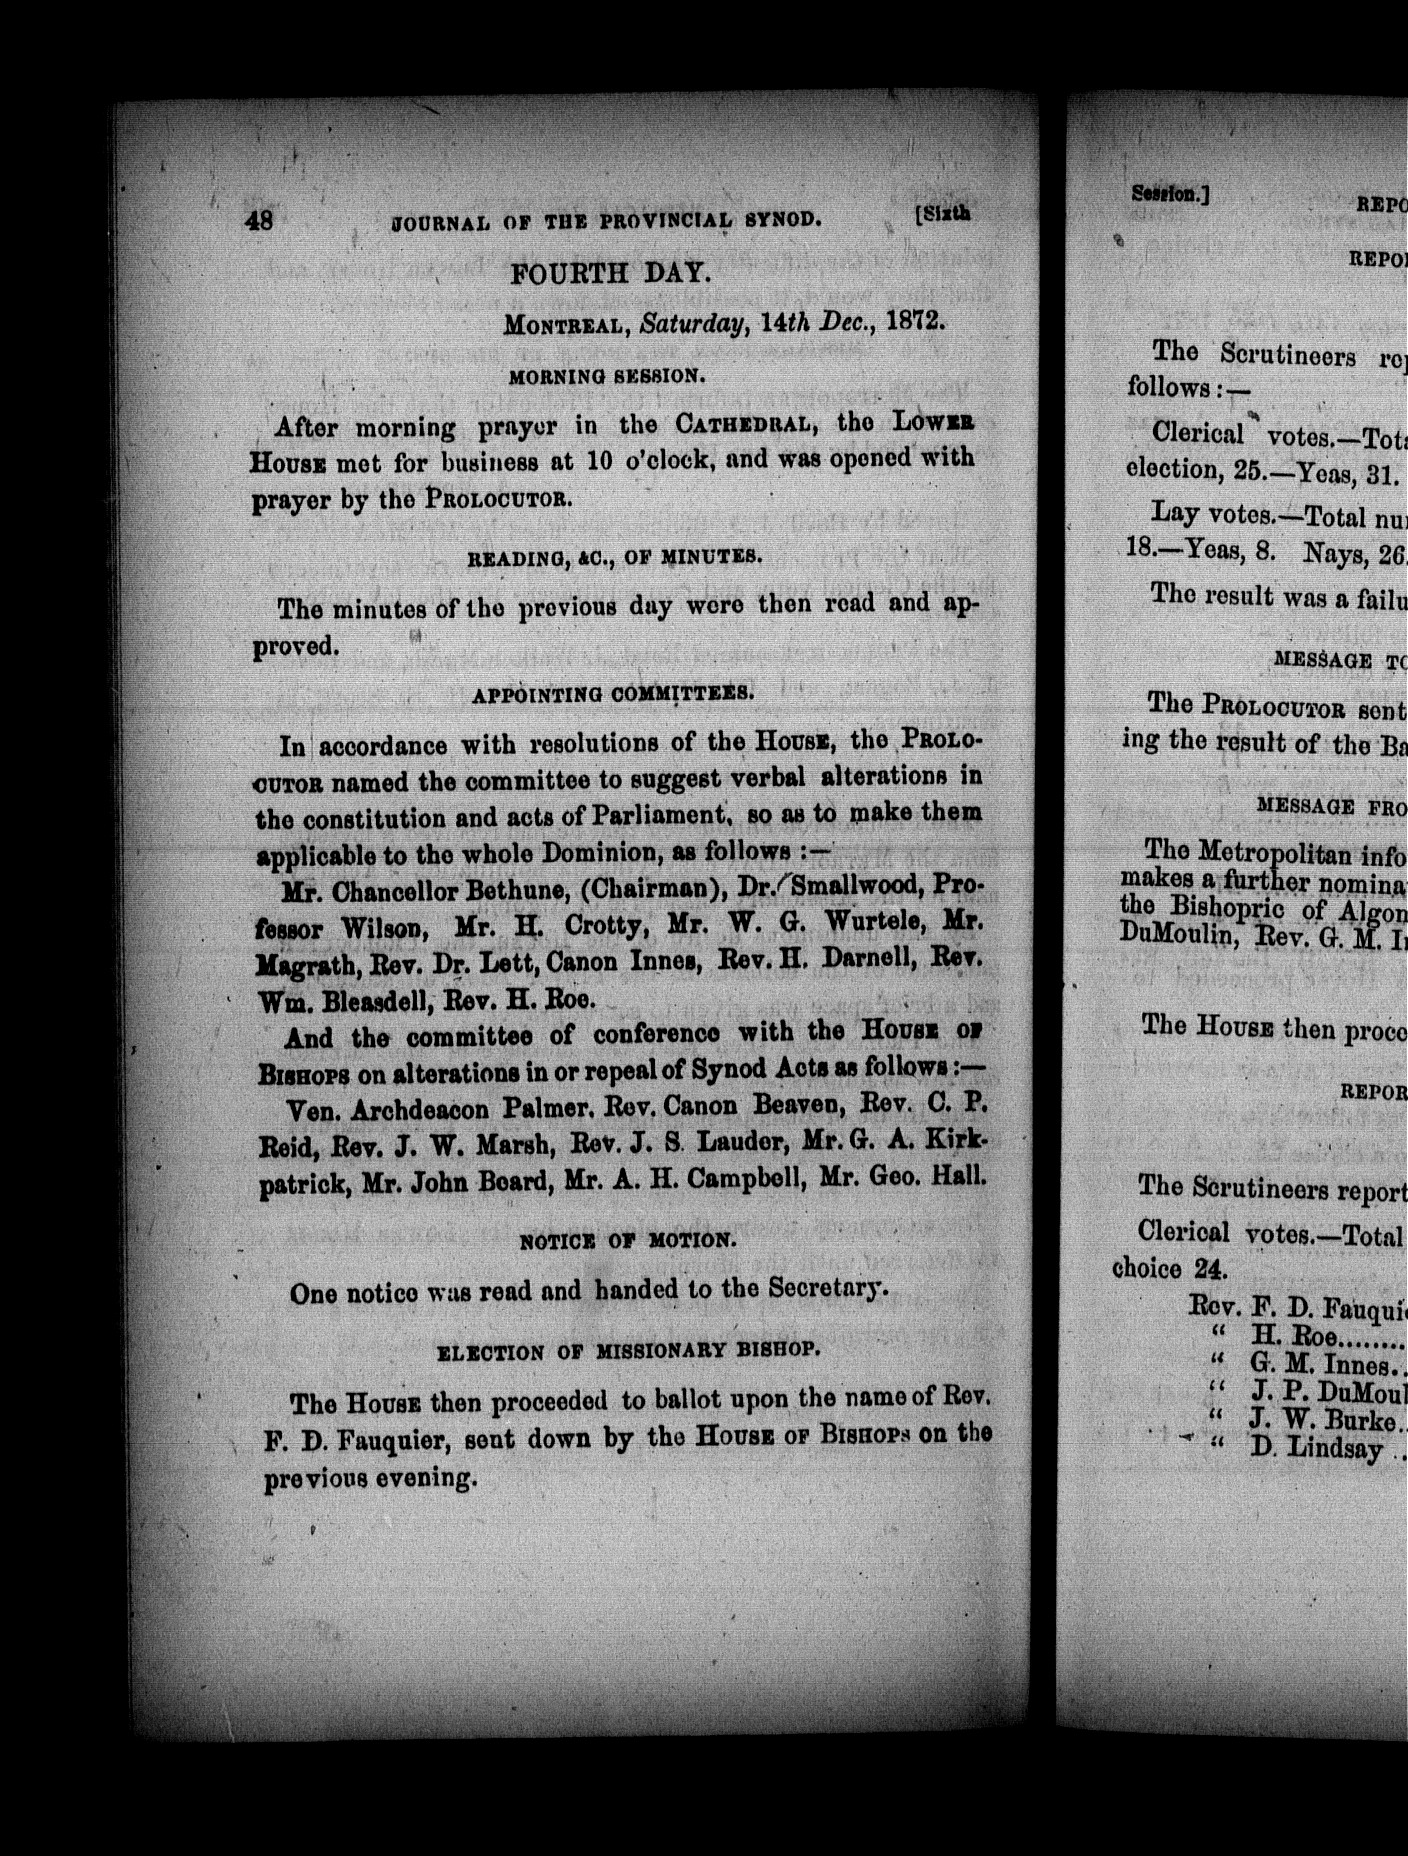 48 JOURNAL OF THE PROVINCIAL SYNOD. [Sixth
FOURTH DAY.
MONTREAL, Saturday, 14th Dec., 1872.
MORNING SESSION.
After morning prayer in the CATHEDRAL, the LOWER
HOUSE met for business at 10 o'clock, and was opened with
prayer by the PROLOCUTOR.
READING, &C., OF MINUTES.
The minutes of the previous day were then read and ap-
proved.
APPOINTING COMMITTEES.
In accordance with resolutions of the HOUSE, the PROLO-
CUTOR named the committee to suggest verbal alterations in
the constitution and acts of Parliament, so as to make them
applicable to the whole Dominion, as follows :—
Mr. Chancellor Bethune, (Chairman), Dr. Smallwood, Pro-
fessor Wilson, Mr. H. Crotty, Mr. W. G. Wurtele, Mr.
Magrath, Rev. Dr. Lett, Canon Innes, Rev. H. Darnell, Rev.
Wm. Bleasdell, Rev. H. Roe.
And the committee of conference with the HOUSE OF
BISHOPS on alterations in or repeal of Synod Acts as follows :—
Ven. Archdeacon Palmer. Rev. Canon Beaven, Rev. C. P.
Reid, Rev. J. W. Marsh, Rev. J. S. Lauder, Mr. G. A. Kirk-
patrick, Mr. John Beard, Mr. A. H. Campbell, Mr. Geo. Hall.
NOTICE OF MOTION.
One notice was read and handed to the Secretary.
ELECTION OF MISSIONARY BISHOP.
The HOUSE then proceeded to ballot upon the name of Rev.
F. D. Fauquier, sent down by the HOUSE OF BISHOPS on the
previous evening.
Session.]
The Scrutineers
follows :—
Clerical votes.—
election, 25.—Yeas, 31.
Lay votes.—Total
18.—Yeas, 8. Nays, 26.
The result was a
MESSAGE
The PROLOCUTOR sent
ing the result of the
MESSAGE
The Metropolitan
makes a further
the Bishopric of
DuMoulin, Rev. G. M.
The HOUSE then
The Scrutineers
Clerical votes.—Total
choice 24.
Rev. F. D.
" H. Roe........
" G. M. Innes..
" J. P.
" J. W. Burke..
" D. Lindsay ..